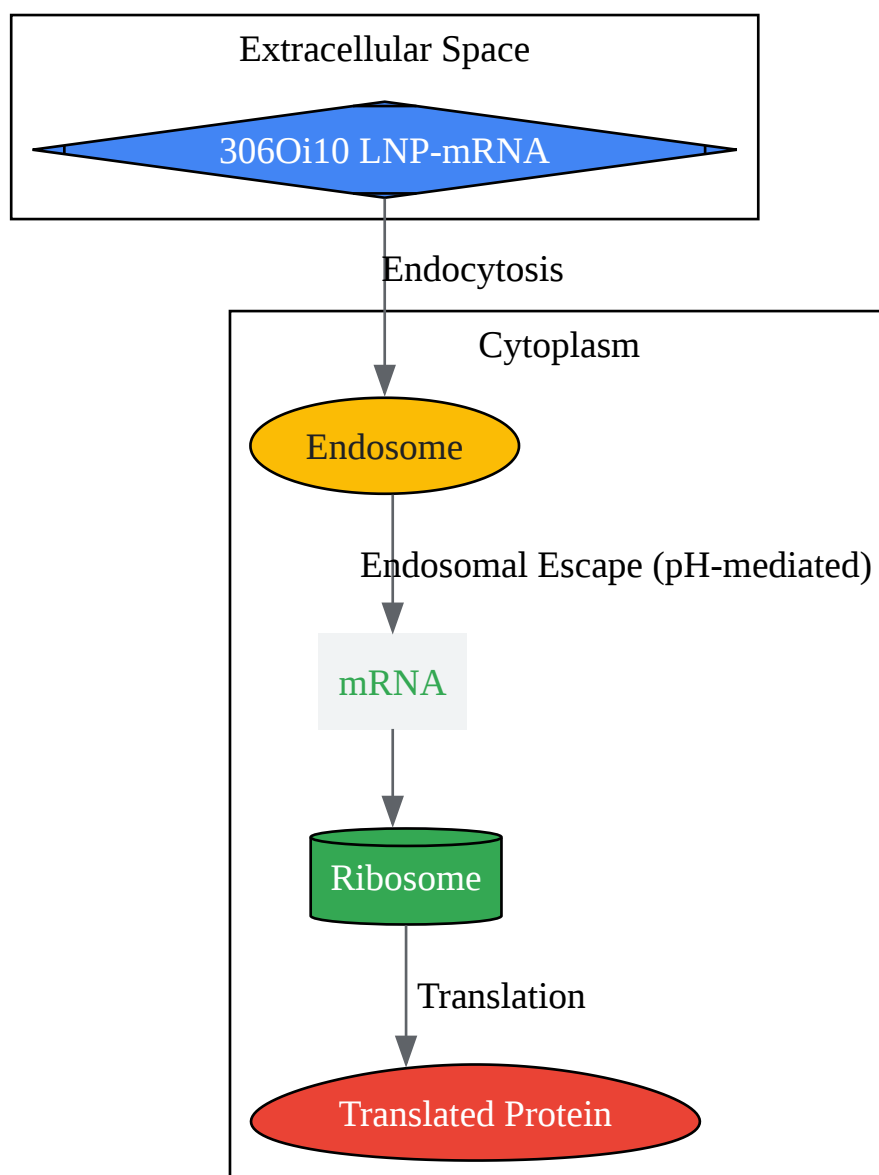 Extracellular Space
306Oi10 LNP-mRNA
Endocytosis
Cytoplasm
Endosome
Endosomal Escape (pH-mediated)
mRNA
Ribosome
Translation
Translated Protein